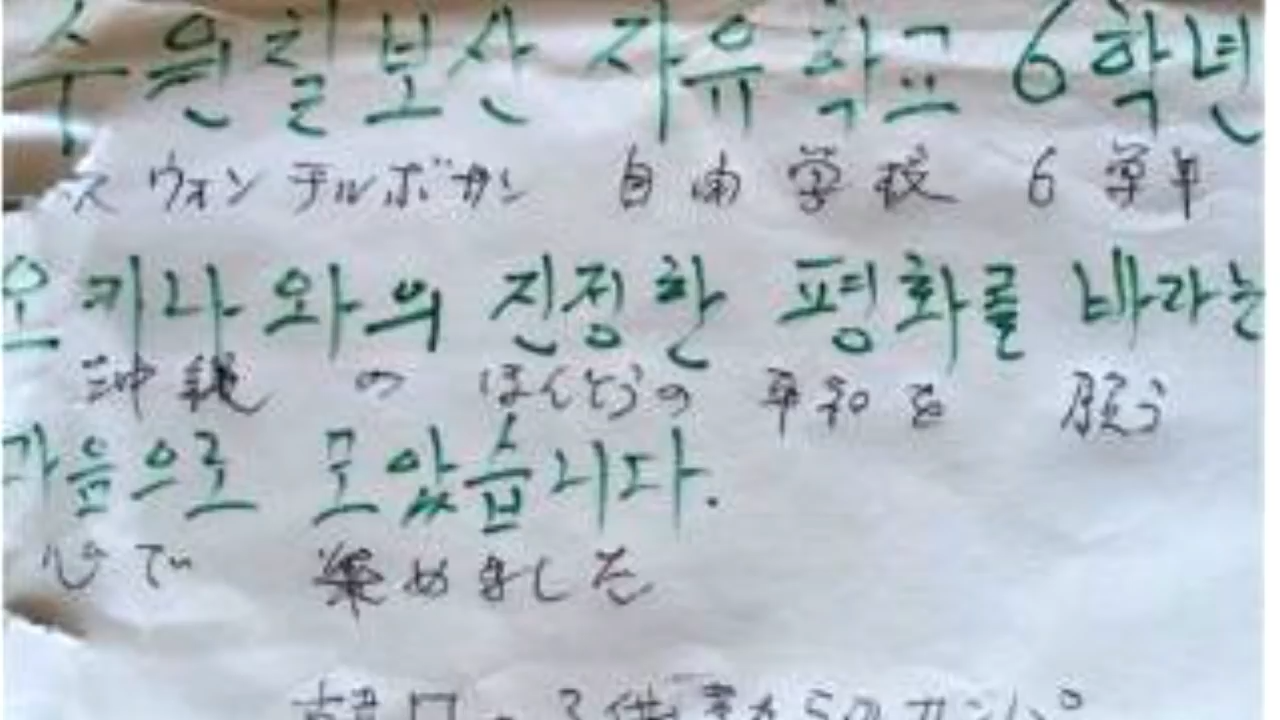 수원칠보산 자유학교 6학년
スウォンチルボサン 自由学校 6学年
오키나와의 진정한 평화를 바라는
沖縄 の ほんとうの 平和を 願う
마음으로 모았습니다.
心で 集めました